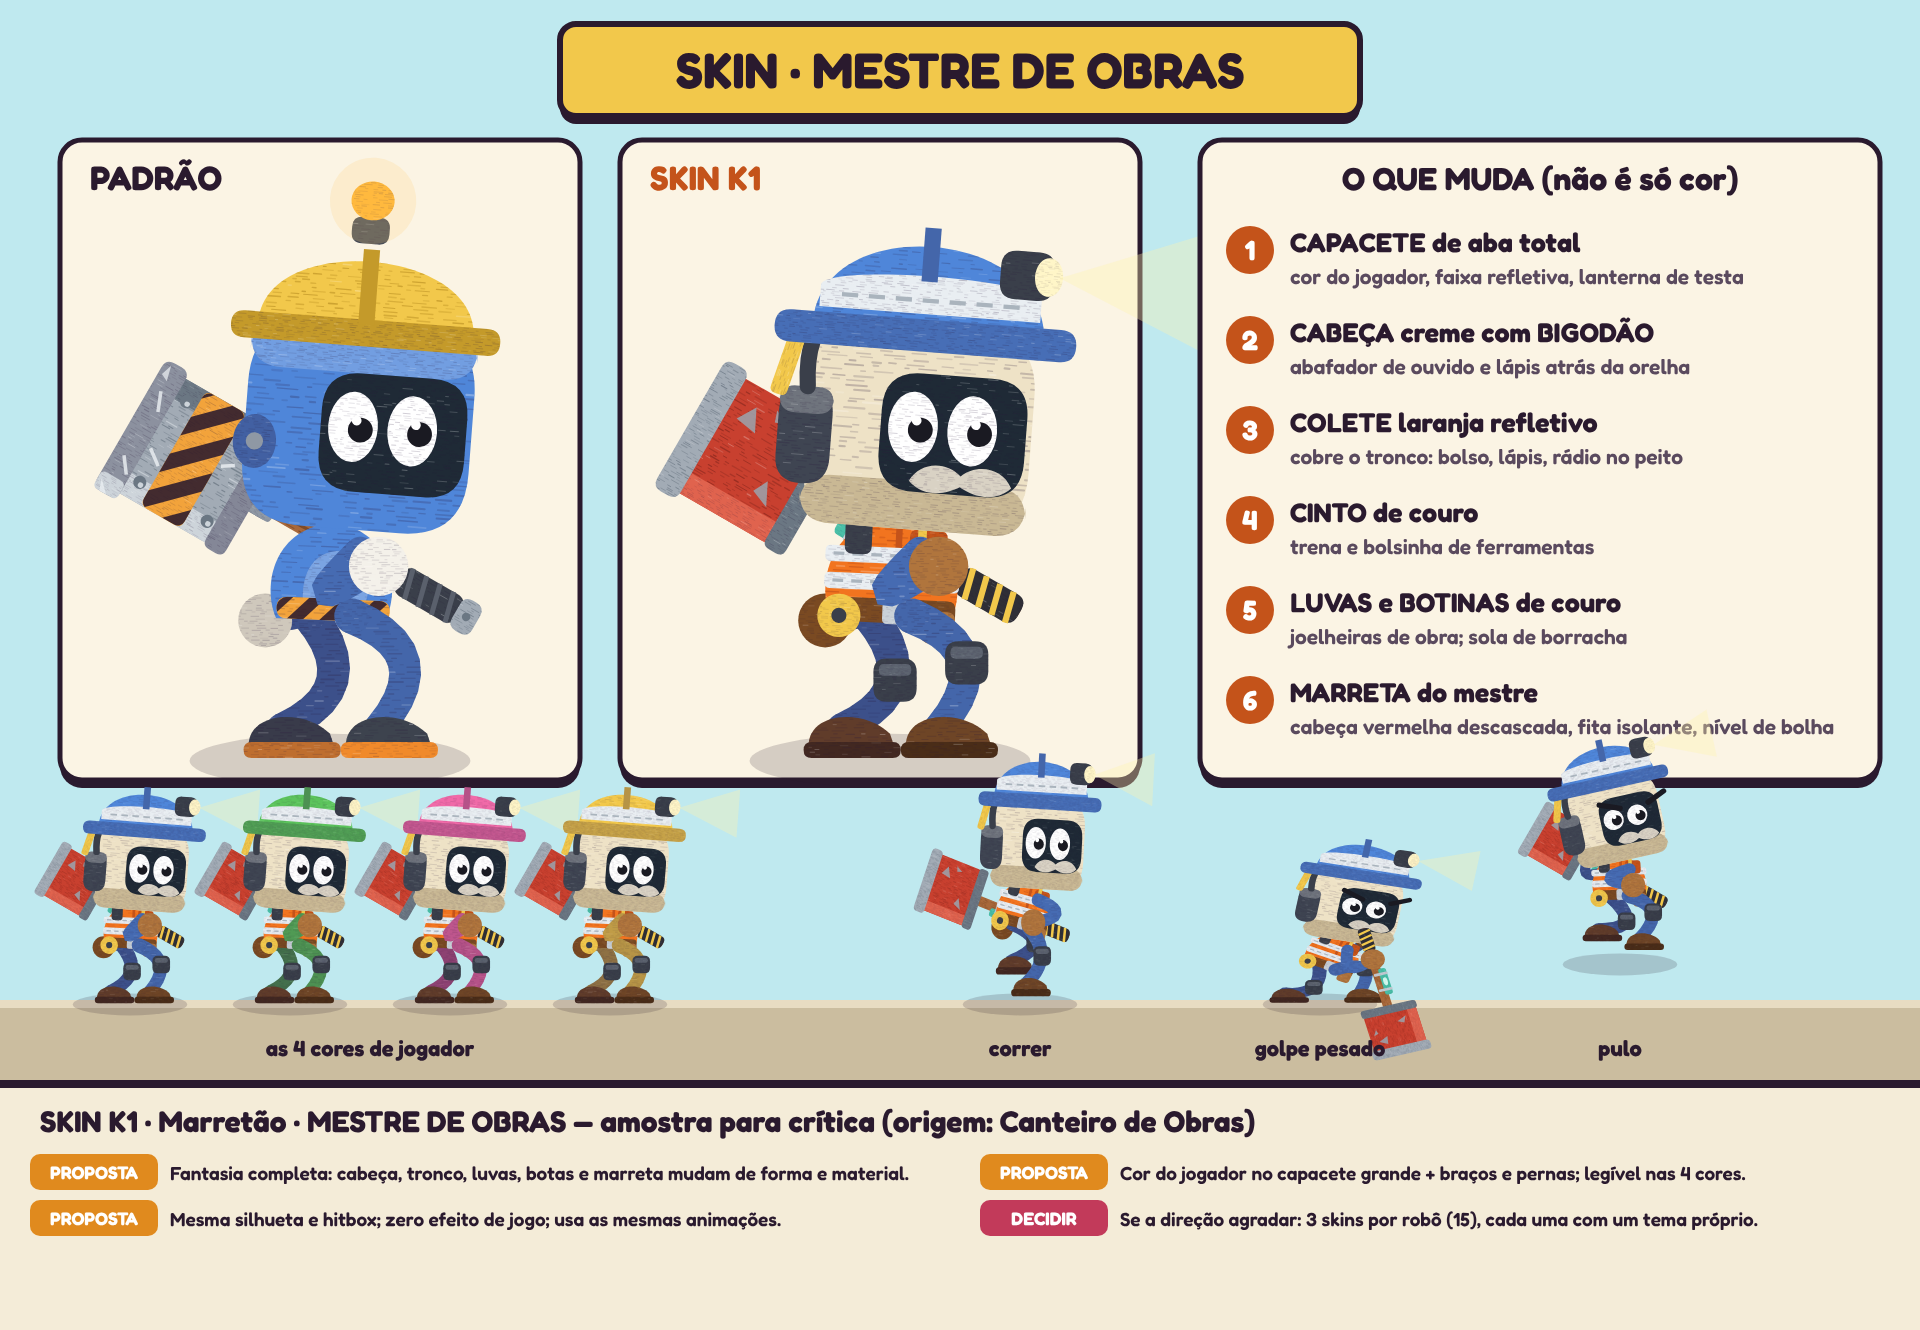 SKIN · MESTRE DE OBRAS
PADRÃO
SKIN K1
O QUE MUDA (não é só cor)
1
CAPACETE de aba total
cor do jogador, faixa refletiva, lanterna de testa
2
CABEÇA creme com BIGODÃO
abafador de ouvido e lápis atrás da orelha
3
COLETE laranja refletivo
cobre o tronco: bolso, lápis, rádio no peito
4
CINTO de couro
trena e bolsinha de ferramentas
5
LUVAS e BOTINAS de couro
joelheiras de obra; sola de borracha
6
MARRETA do mestre
cabeça vermelha descascada, fita isolante, nível de bolha
as 4 cores de jogador
correr
golpe pesado
pulo
SKIN K1 · Marretão · MESTRE DE OBRAS — amostra para crítica (origem: Canteiro de Obras)
PROPOSTA Fantasia completa: cabeça, tronco, luvas, botas e marreta mudam de forma e material.
PROPOSTA Cor do jogador no capacete grande + braços e pernas; legível nas 4 cores.
PROPOSTA Mesma silhueta e hitbox; zero efeito de jogo; usa as mesmas animações.
DECIDIR Se a direção agradar: 3 skins por robô (15), cada uma com um tema próprio.